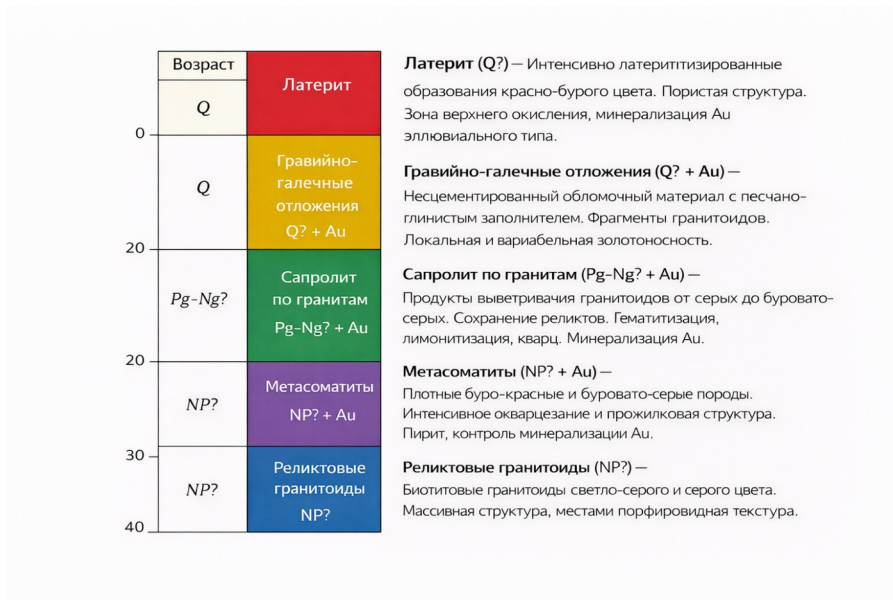 Возраст
Латерит
Q
0
Латерит (Q?) — Интенсивно латеритптизированные
образования красно-бурого цвета. Пористая структура.
Зона верхнего окисления, минерализация Au
эллювиального типа.
Q
Гравийно-
галечные
отложения
Q? + Au
20
Гравийно-галечные отложения (Q? + Au) —
Несцементированный обломочный материал с песчано-
глинистым заполнителем. Фрагменты гранитоидов.
Локальная и вариабельная золотоносность.
Pg-Ng?
Сапролит
по гранитам
Pg-Ng? + Au
20
Сапролит по гранитам (Pg-Ng? + Au) —
Продукты выветривачия гранитоидов от серых до буровато-
серых. Сохранение реликтов. Гематитизация,
лимонитизация, кварц. Минерализация Au.
NP?
Метасоматиты
NP? + Au
30
Метасоматиты (NP? + Au) —
Плотные буро-красные и буровато-серые породы.
Интенсивное окварцезание и прожилковая структура.
Пирит, контроль минерализации Au.
NP?
Реликтовые
гранитоиды
NP?
40
Реликтовые гранитоиды (NP?) —
Биотитовые гранитоиды светло-серого и серого цвета.
Массивная структура, местами порфировидная текстура.